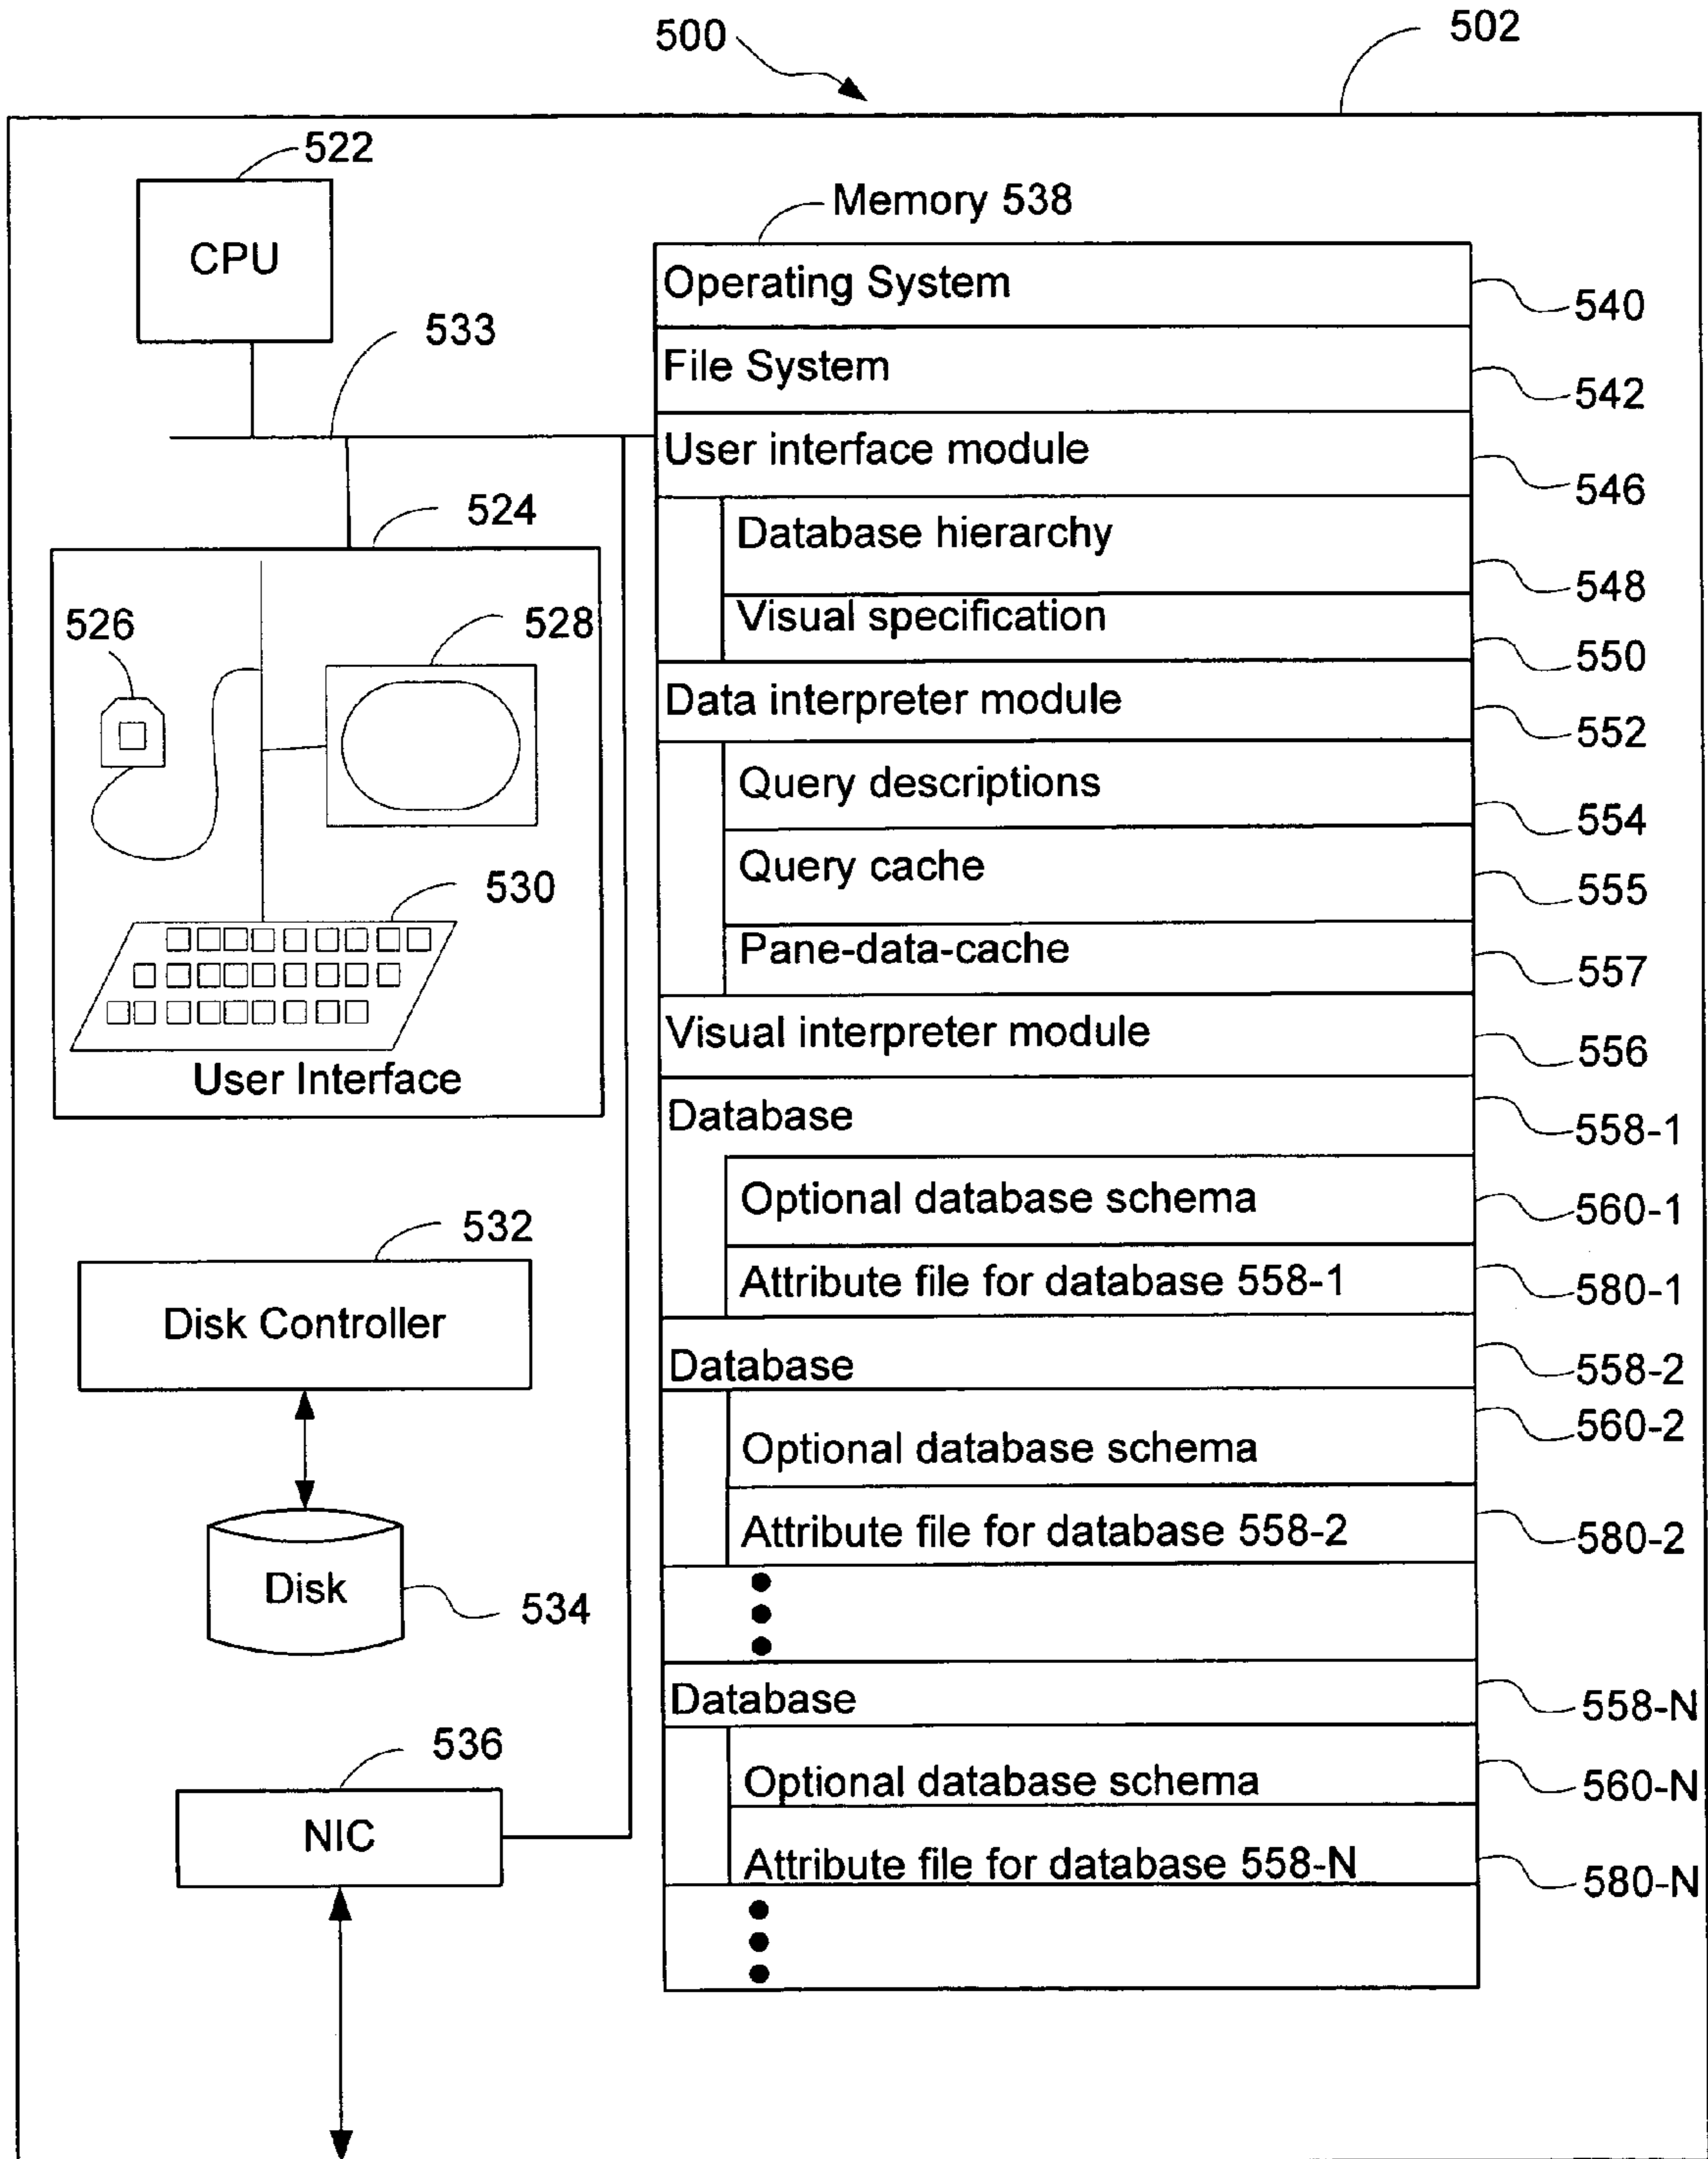 500
502
522
CPU
533
524
526
528
530
User Interface
532
Disk Controller
Disk
534
536
NIC
Memory 538
Operating System
540
File System
542
User interface module
546
Database hierarchy
548
Visual specification
550
Data interpreter module
552
Query descriptions
554
Query cache
555
Pane-data-cache
557
Visual interpreter module
556
Database
558-1
Optional database schema
560-1
Attribute file for database 558-1
580-1
Database
558-2
Optional database schema
560-2
Attribute file for database 558-2
580-2
Database
558-N
Optional database schema
560-N
Attribute file for database 558-N
580-N